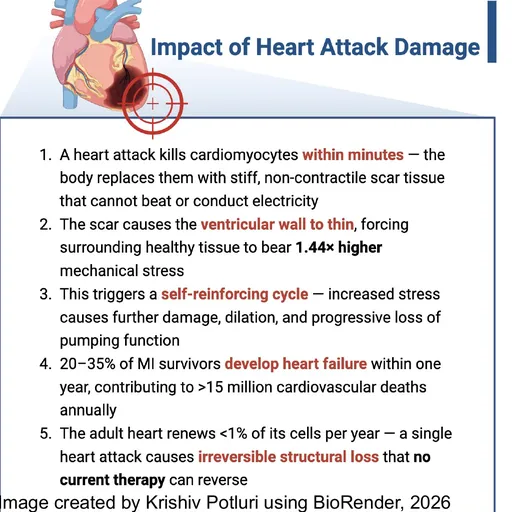 Impact of Heart Attack Damage
1. A heart attack kills cardiomyocytes within minutes — the
body replaces them with stiff, non-contractile scar tissue
that cannot beat or conduct electricity
2. The scar causes the ventricular wall to thin, forcing
surrounding healthy tissue to bear 1.44× higher
mechanical stress
3. This triggers a self-reinforcing cycle — increased stress
causes further damage, dilation, and progressive loss of
pumping function
4. 20–35% of MI survivors develop heart failure within one
year, contributing to >15 million cardiovascular deaths
annually
5. The adult heart renews <1% of its cells per year — a single
heart attack causes irreversible structural loss that no
current therapy can reverse
Image created by Krishiv Potluri using BioRender, 2026